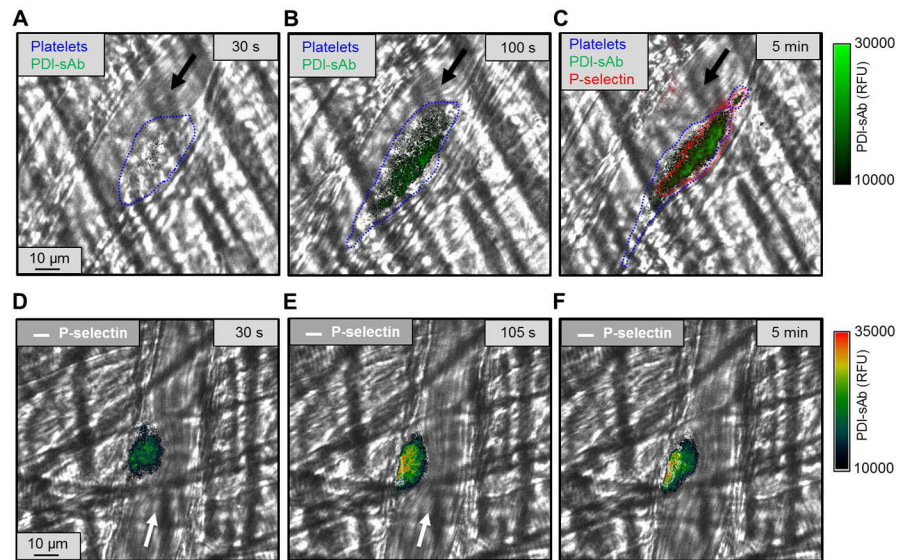 A
Platelets
PDI-sAb
30 s
10 µm
B
Platelets
PDI-sAb
100 s
C
Platelets
PDI-sAb
P-selectin
5 min
30000
PDI-sAb (RFU)
10000
D
P-selectin
30 s
10 µm
E
P-selectin
105 s
F
P-selectin
5 min
35000
PDI-sAb (RFU)
10000